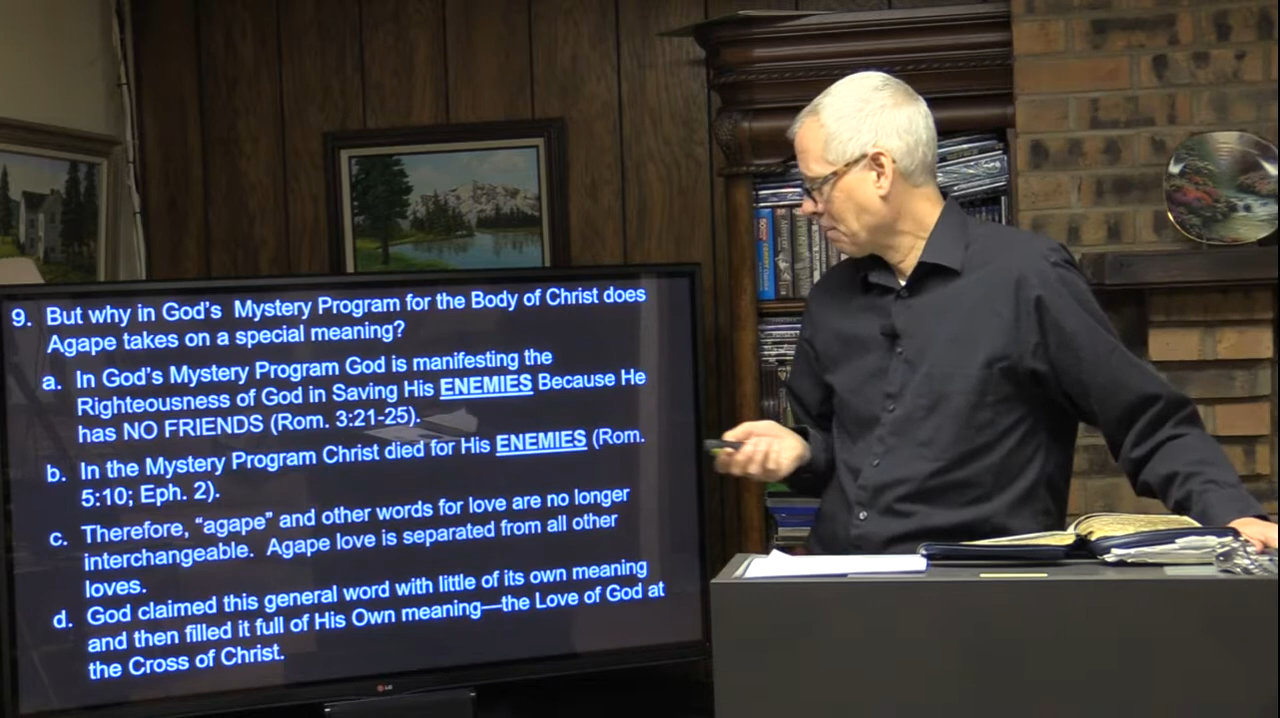 9. But why in God's Mystery Program for the Body of Christ does
Agape takes on a special meaning?
a. In God's Mystery Program God is manifesting the
Righteousness of God in Saving His ENEMIES Because He
has NO FRIENDS (Rom. 3:21-25).
b. In the Mystery Program Christ died for His ENEMIES (Rom.
5:10; Eph. 2).
c. Therefore, “agape” and other words for love are no longer
interchangeable. Agape love is separated from all other
loves.
d. God claimed this general word with little of its own meaning
and then filled it full of His Own meaning—the Love of God at
the Cross of Christ.
LG